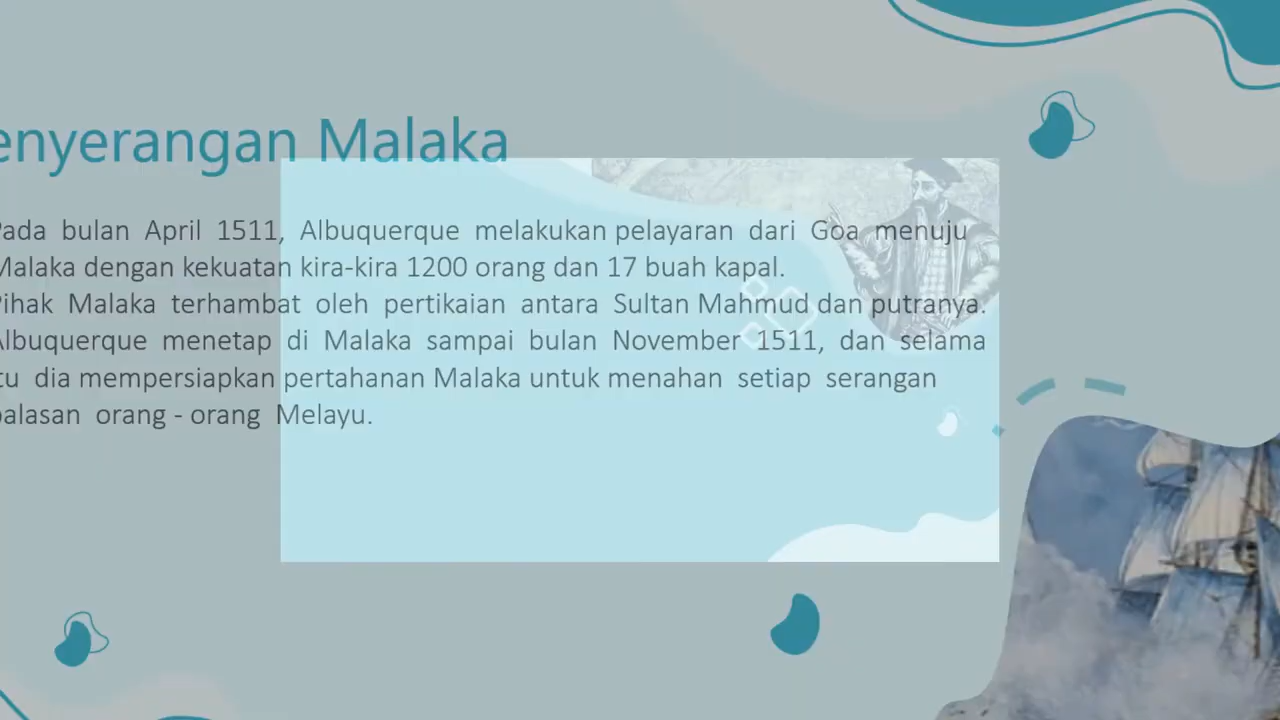 enyerangan Malaka
Pada bulan April 1511, Albuquerque melakukan pelayaran dari Goa menuju
Malaka dengan kekuatan kira-kira 1200 orang dan 17 buah kapal.
Pihak Malaka terhambat oleh pertikaian antara Sultan Mahmud dan putranya.
Albuquerque menetap di Malaka sampai bulan November 1511, dan selama
itu dia mempersiapkan pertahanan Malaka untuk menahan setiap serangan
balasan orang - orang Melayu.